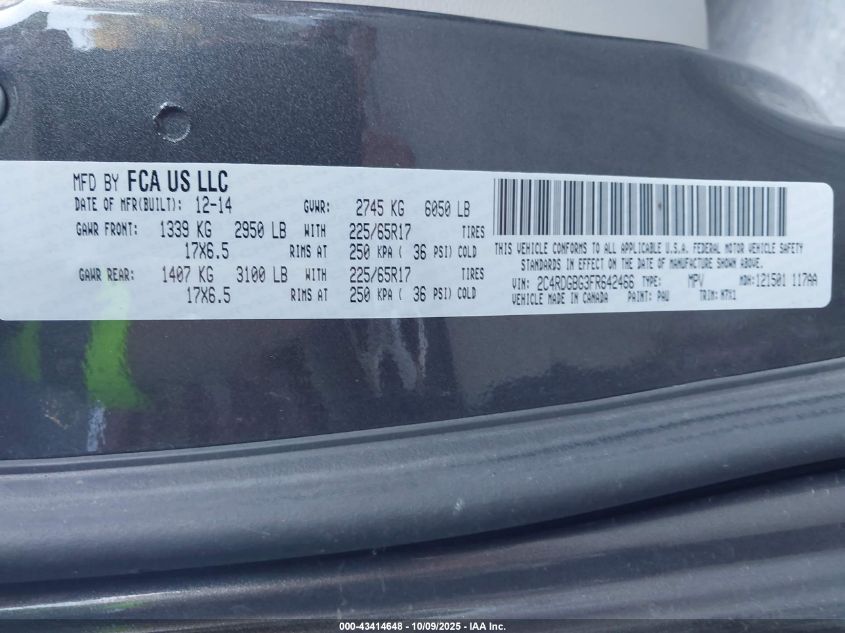 MFD BY FCA US LLC
DATE OF MFR(BUILT): 12-14 GVWR: 2745 KG 6050 LB
GAWR FRONT: 1339 KG 2950 LB WITH 225/65R17 TIRES
17X6.5 RIMS AT 250 KPA ( 36 PSI) COLD
GAWR REAR: 1407 KG 3100 LB WITH 225/65R17 TIRES
17X6.5 RIMS AT 250 KPA ( 36 PSI) COLD
THIS VEHICLE CONFORMS TO ALL APPLICABLE U.S.A. FEDERAL MOTOR VEHICLE SAFETY
STANDARDS IN EFFECT ON THE DATE OF MANUFACTURE SHOWN ABOVE.
VIN: 2C4RDGBG3FR642466 TYPE: MPV MDH: 121501 117AA
VEHICLE MADE IN CANADA PAINT: PAU TRIM:
000-43414648 - 10/09/2025 - IAA Inc.